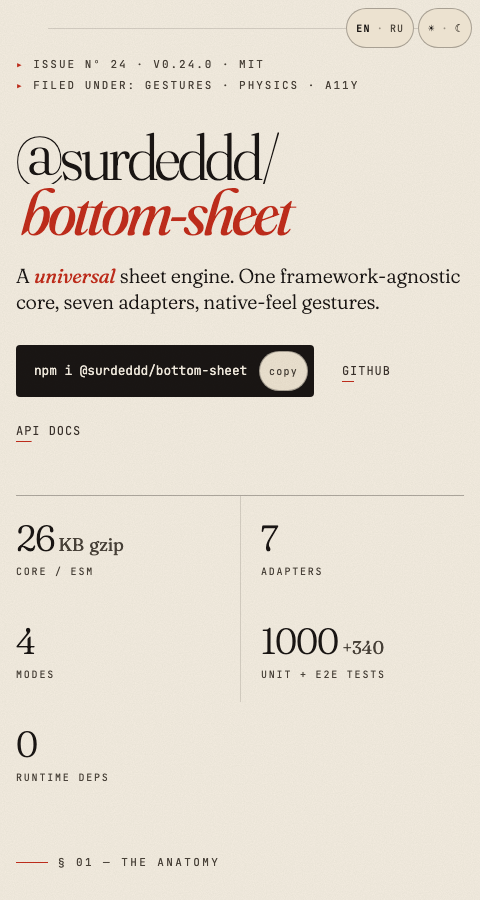 EN · RU ☀ · ☾
▸ ISSUE N° 24 · V0.24.0 · MIT
▸ FILED UNDER: GESTURES · PHYSICS · A11Y
@surdeddd/
bottom-sheet
A universal sheet engine. One framework-agnostic
core, seven adapters, native-feel gestures.
npm i @surdeddd/bottom-sheet copy GITHUB
API DOCS
26 KB gzip
CORE / ESM
7
ADAPTERS
4
MODES
1000 +340
UNIT + E2E TESTS
0
RUNTIME DEPS
§ 01 — THE ANATOMY